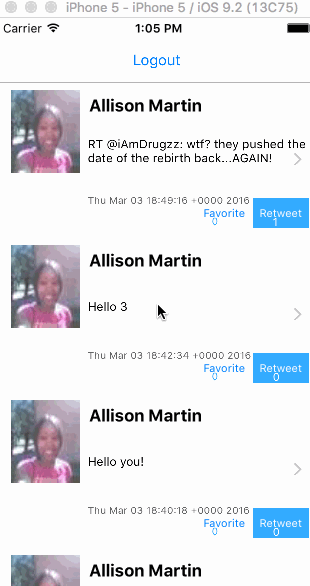 iPhone 5 - iPhone 5 / iOS 9.2 (13C75)
Carrier 1:05 PM
Logout
Allison Martin
RT @iAmDrugzz: wtf? they pushed the
date of the rebirth back...AGAIN!
Thu Mar 03 18:49:16 +0000 2016
Favorite Retweet
0 1
Allison Martin
Hello 3
Thu Mar 03 18:42:34 +0000 2016
Favorite Retweet
0 0
Allison Martin
Hello you!
Thu Mar 03 18:40:18 +0000 2016
Favorite Retweet
0 0
Allison Martin